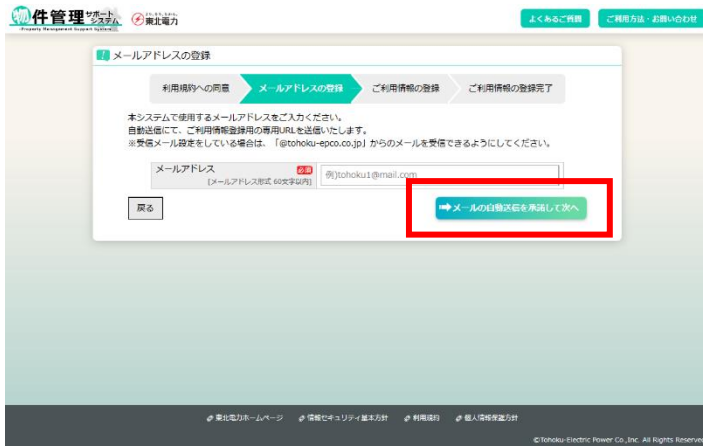 物件管理サポートシステム
Property Management Support System
より、そう、ちから。
東北電力
よくあるご質問
ご利用方法・お問い合わせ
メールアドレスの登録
利用規約への同意
メールアドレスの登録
ご利用情報の登録
ご利用情報の登録完了
本システムで使用するメールアドレスをご入力ください。
自動送信にて、ご利用情報登録用の専用URLを送信いたします。
※受信メール設定をしている場合は、「@tohoku-epco.co.jp」からのメールを受信できるようにしてください。
メールアドレス 必須
[メールアドレス形式 60文字以内]
例)tohoku1@mail.com
戻る
メールの自動送信を承諾して次へ
東北電力ホームページ
情報セキュリティ基本方針
利用規約
個人情報保護方針
©Tohoku-Electric Power Co.,Inc. All Rights Reserved